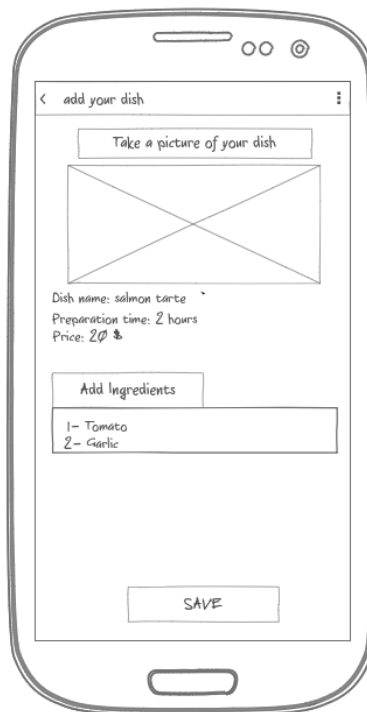 add your dish
Take a picture of your dish
Dish name: salmon tarte
Preparation time: 2 hours
Price: 20 $
Add Ingredients
1- Tomato
2- Garlic
SAVE